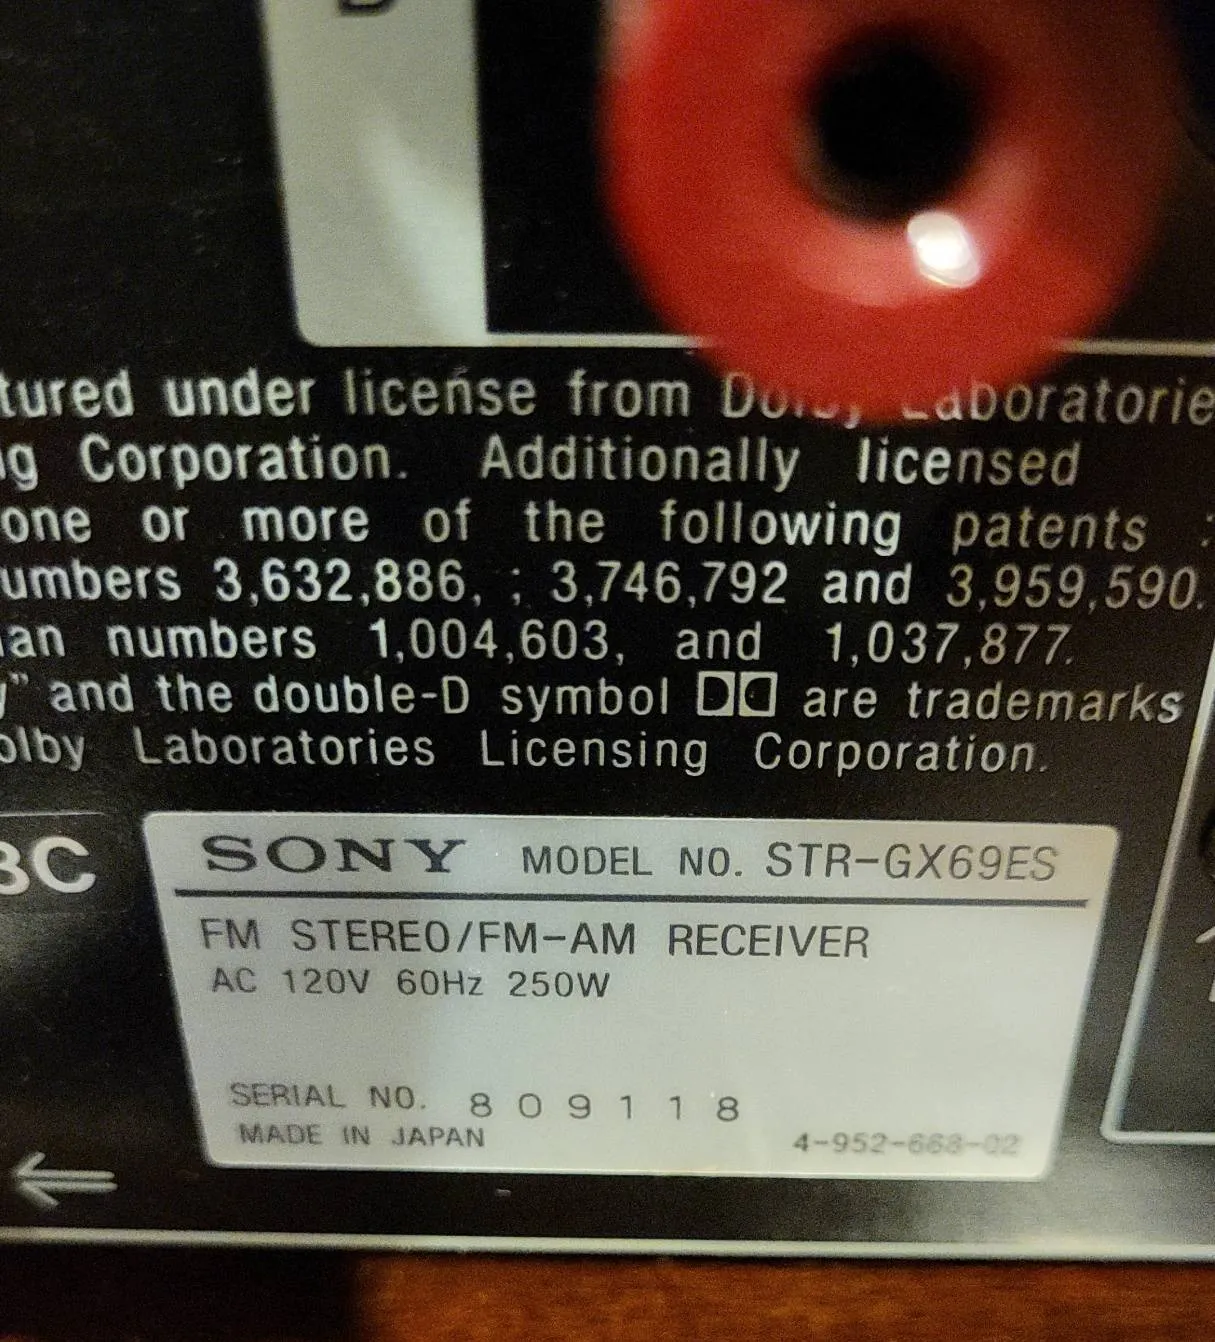 tured under license from Dolby Laboratorie
g Corporation. Additionally licensed
one or more of the following patents :
umbers 3,632,886, ; 3,746,792 and 3,959,590.
an numbers 1,004,603, and 1,037,877.
y" and the double-D symbol are trademarks
olby Laboratories Licensing Corporation.
BC
SONY MODEL NO. STR-GX69ES
FM STEREO/FM-AM RECEIVER
AC 120V 60Hz 250W
SERIAL NO. 809118
MADE IN JAPAN 4-952-668-02